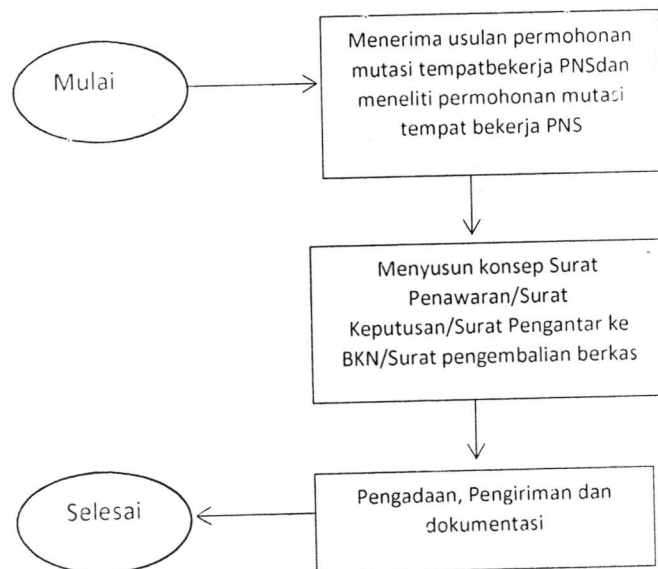 Mulai
Menerima usulan permohonan
mutasi tempatbekerja PNSdan
meneliti permohonan mutasi
tempat bekerja PNS
Menyusun konsep Surat
Penawaran/Surat
Keputusan/Surat Pengantar ke
BKN/Surat pengembalian berkas
Pengadaan, Pengiriman dan
dokumentasi
Selesai